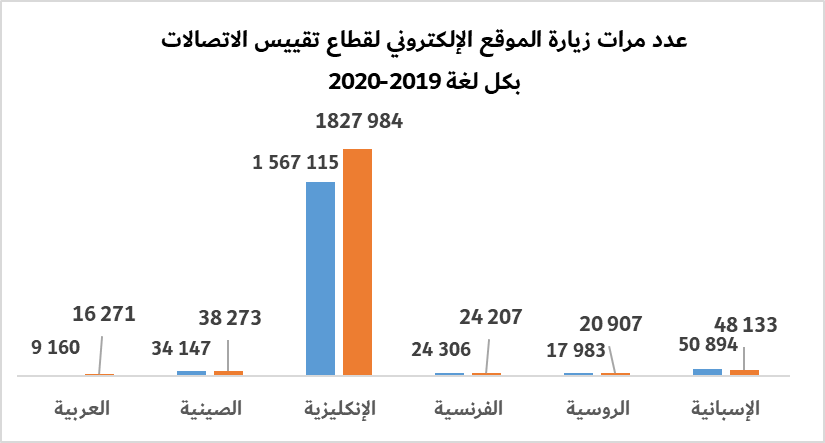 عدد مرات زيارة الموقع الإلكتروني لقطاع تقييس الاتصالات
بكل لغة 2019-2020
1827 984
1 567 115
16 271
38 273
24 207
20 907
48 133
9 160
34 147
24 306
17 983
50 894
العربية
الصينية
الإنكليزية
الفرنسية
الروسية
الإسبانية